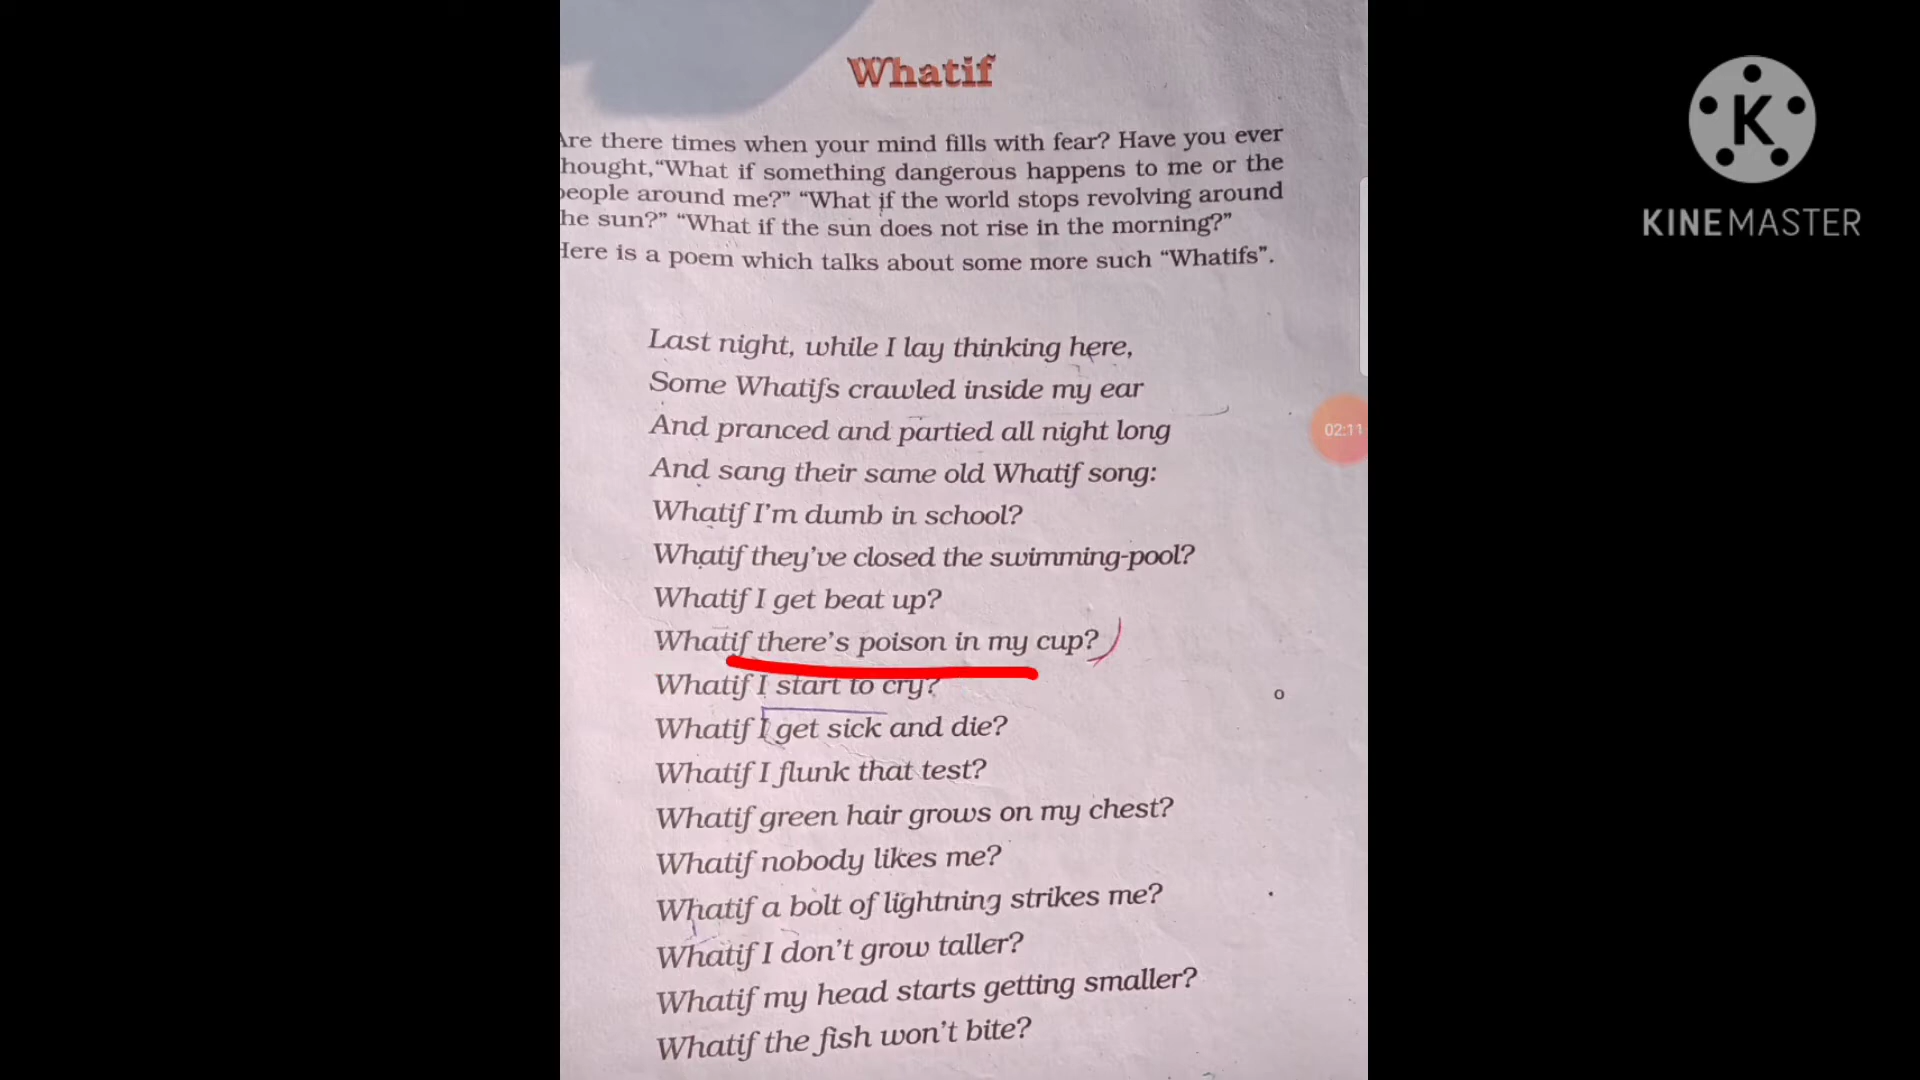 Whatif
Are there times when your mind fills with fear? Have you ever
hought,“What if something dangerous happens to me or the
people around me?” “What if the world stops revolving around
he sun?” “What if the sun does not rise in the morning?”
Here is a poem which talks about some more such “Whatifs”.
Last night, while I lay thinking here,
Some Whatifs crawled inside my ear
And pranced and partied all night long
And sang their same old Whatif song:
Whatif I’m dumb in school?
Whatif they’ve closed the swimming-pool?
Whatif I get beat up?
Whatif there’s poison in my cup?
Whatif I start to cry?
Whatif I get sick and die?
Whatif I flunk that test?
Whatif green hair grows on my chest?
Whatif nobody likes me?
Whatif a bolt of lightning strikes me?
Whatif I don’t grow taller?
Whatif my head starts getting smaller?
Whatif the fish won’t bite?
02:11
K
KINEMASTER